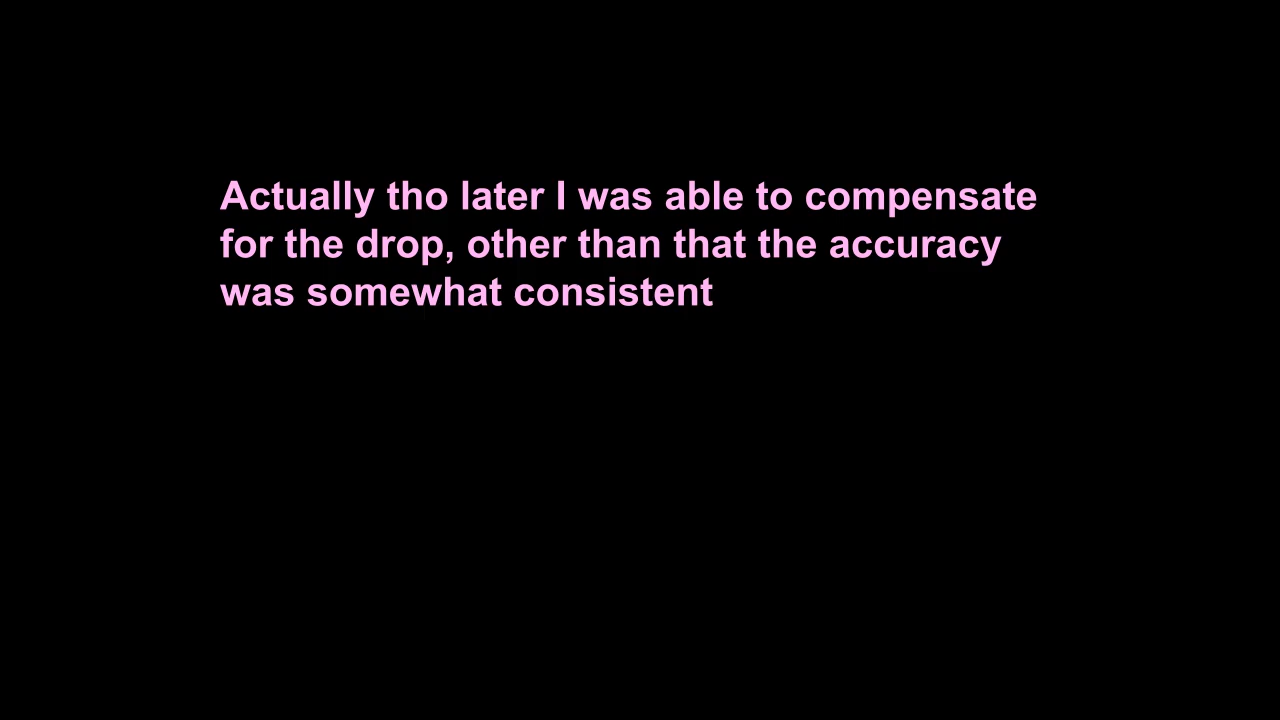 Actually tho later I was able to compensate
for the drop, other than that the accuracy
was somewhat consistent